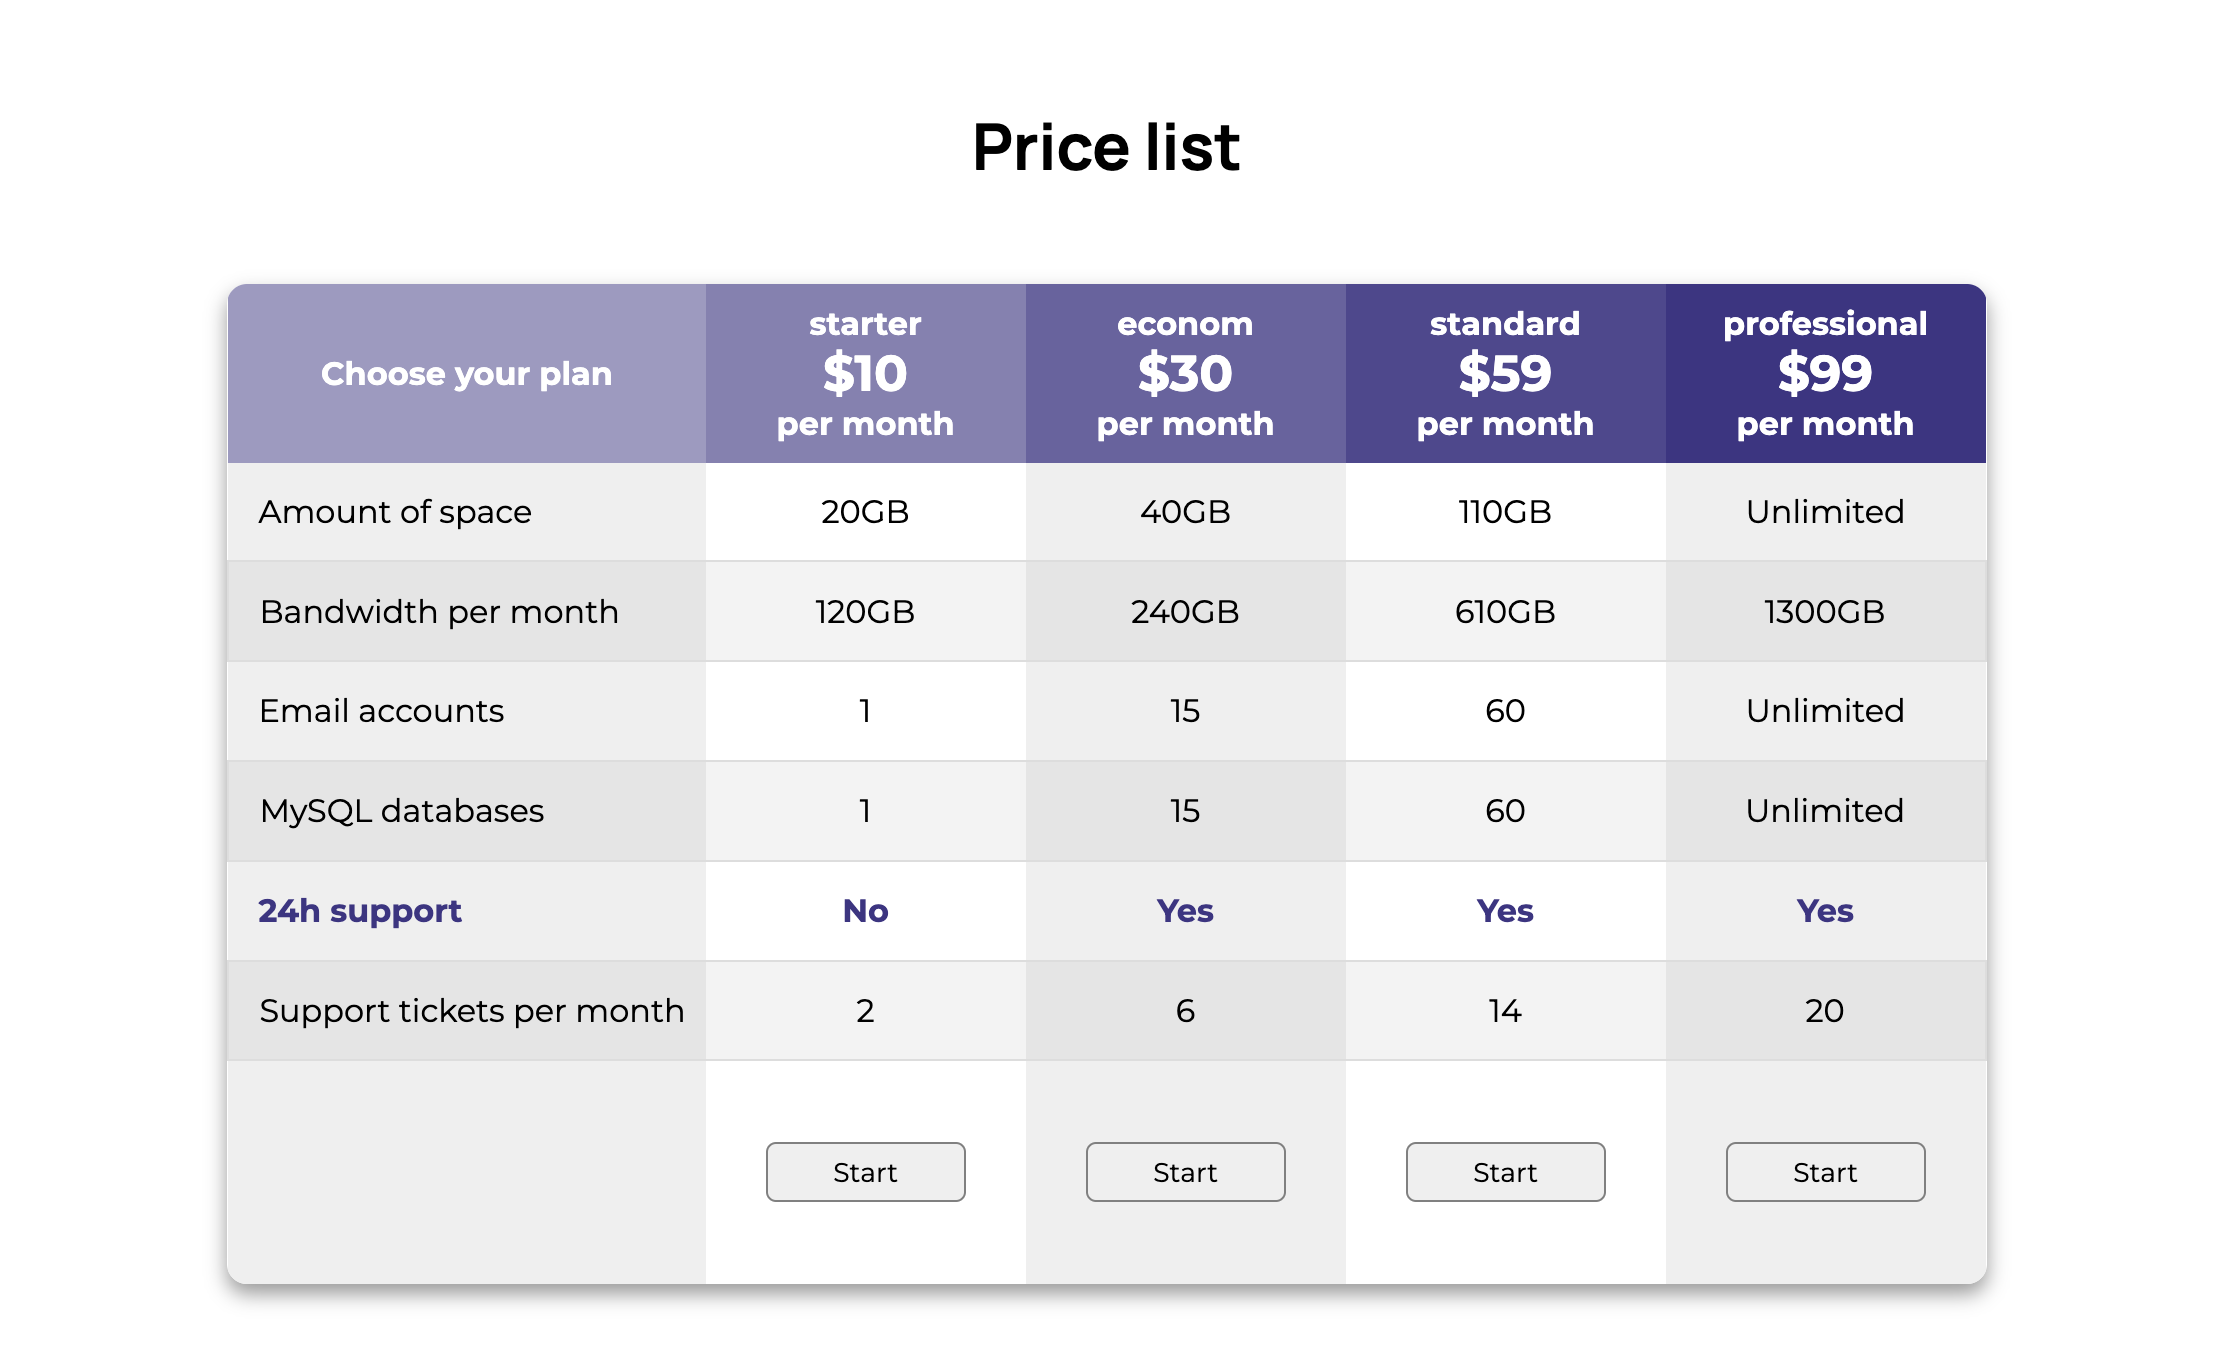 Price list
Choose your plan
starter
$10
per month
econom
$30
per month
standard
$59
per month
professional
$99
per month
Amount of space 20GB 40GB 110GB Unlimited
Bandwidth per month 120GB 240GB 610GB 1300GB
Email accounts 1 15 60 Unlimited
MySQL databases 1 15 60 Unlimited
24h support No Yes Yes Yes
Support tickets per month 2 6 14 20
Start Start Start Start